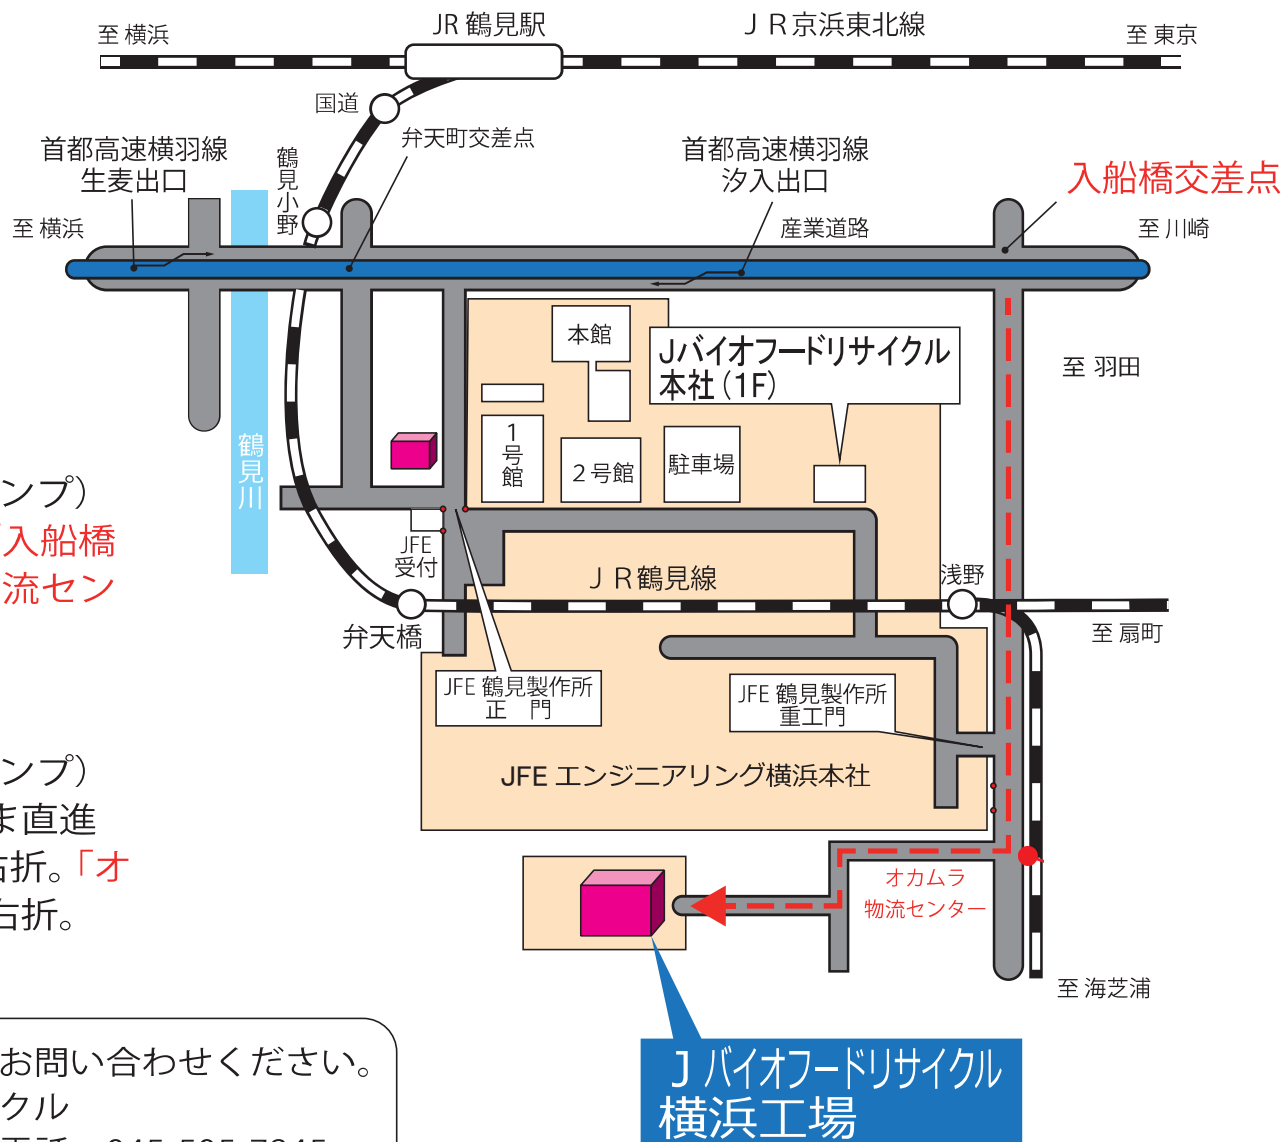 JR 鶴見駅
ＪＲ京浜東北線
至 横浜
至 東京
国道
弁天町交差点
首都高速横羽線
生麦出口
鶴見小野
首都高速横羽線
汐入出口
入船橋交差点
至 横浜
産業道路
至 川崎
本館
Jバイオフードリサイクル
本社（1F）
至 羽田
1号館
2 号館
駐車場
鶴見川
ンプ）
入船橋
流セン
JFE
受付
ＪＲ鶴見線
浅野
弁天橋
至 扇町
JFE 鶴見製作所
正　門
JFE 鶴見製作所
重工門
JFE エンジニアリング横浜本社
ンプ）
ま直進
右折。「オ
右折。
オカムラ
物流センター
至 海芝浦
お問い合わせください。
クル
J バイオフードリサイクル
横浜工場